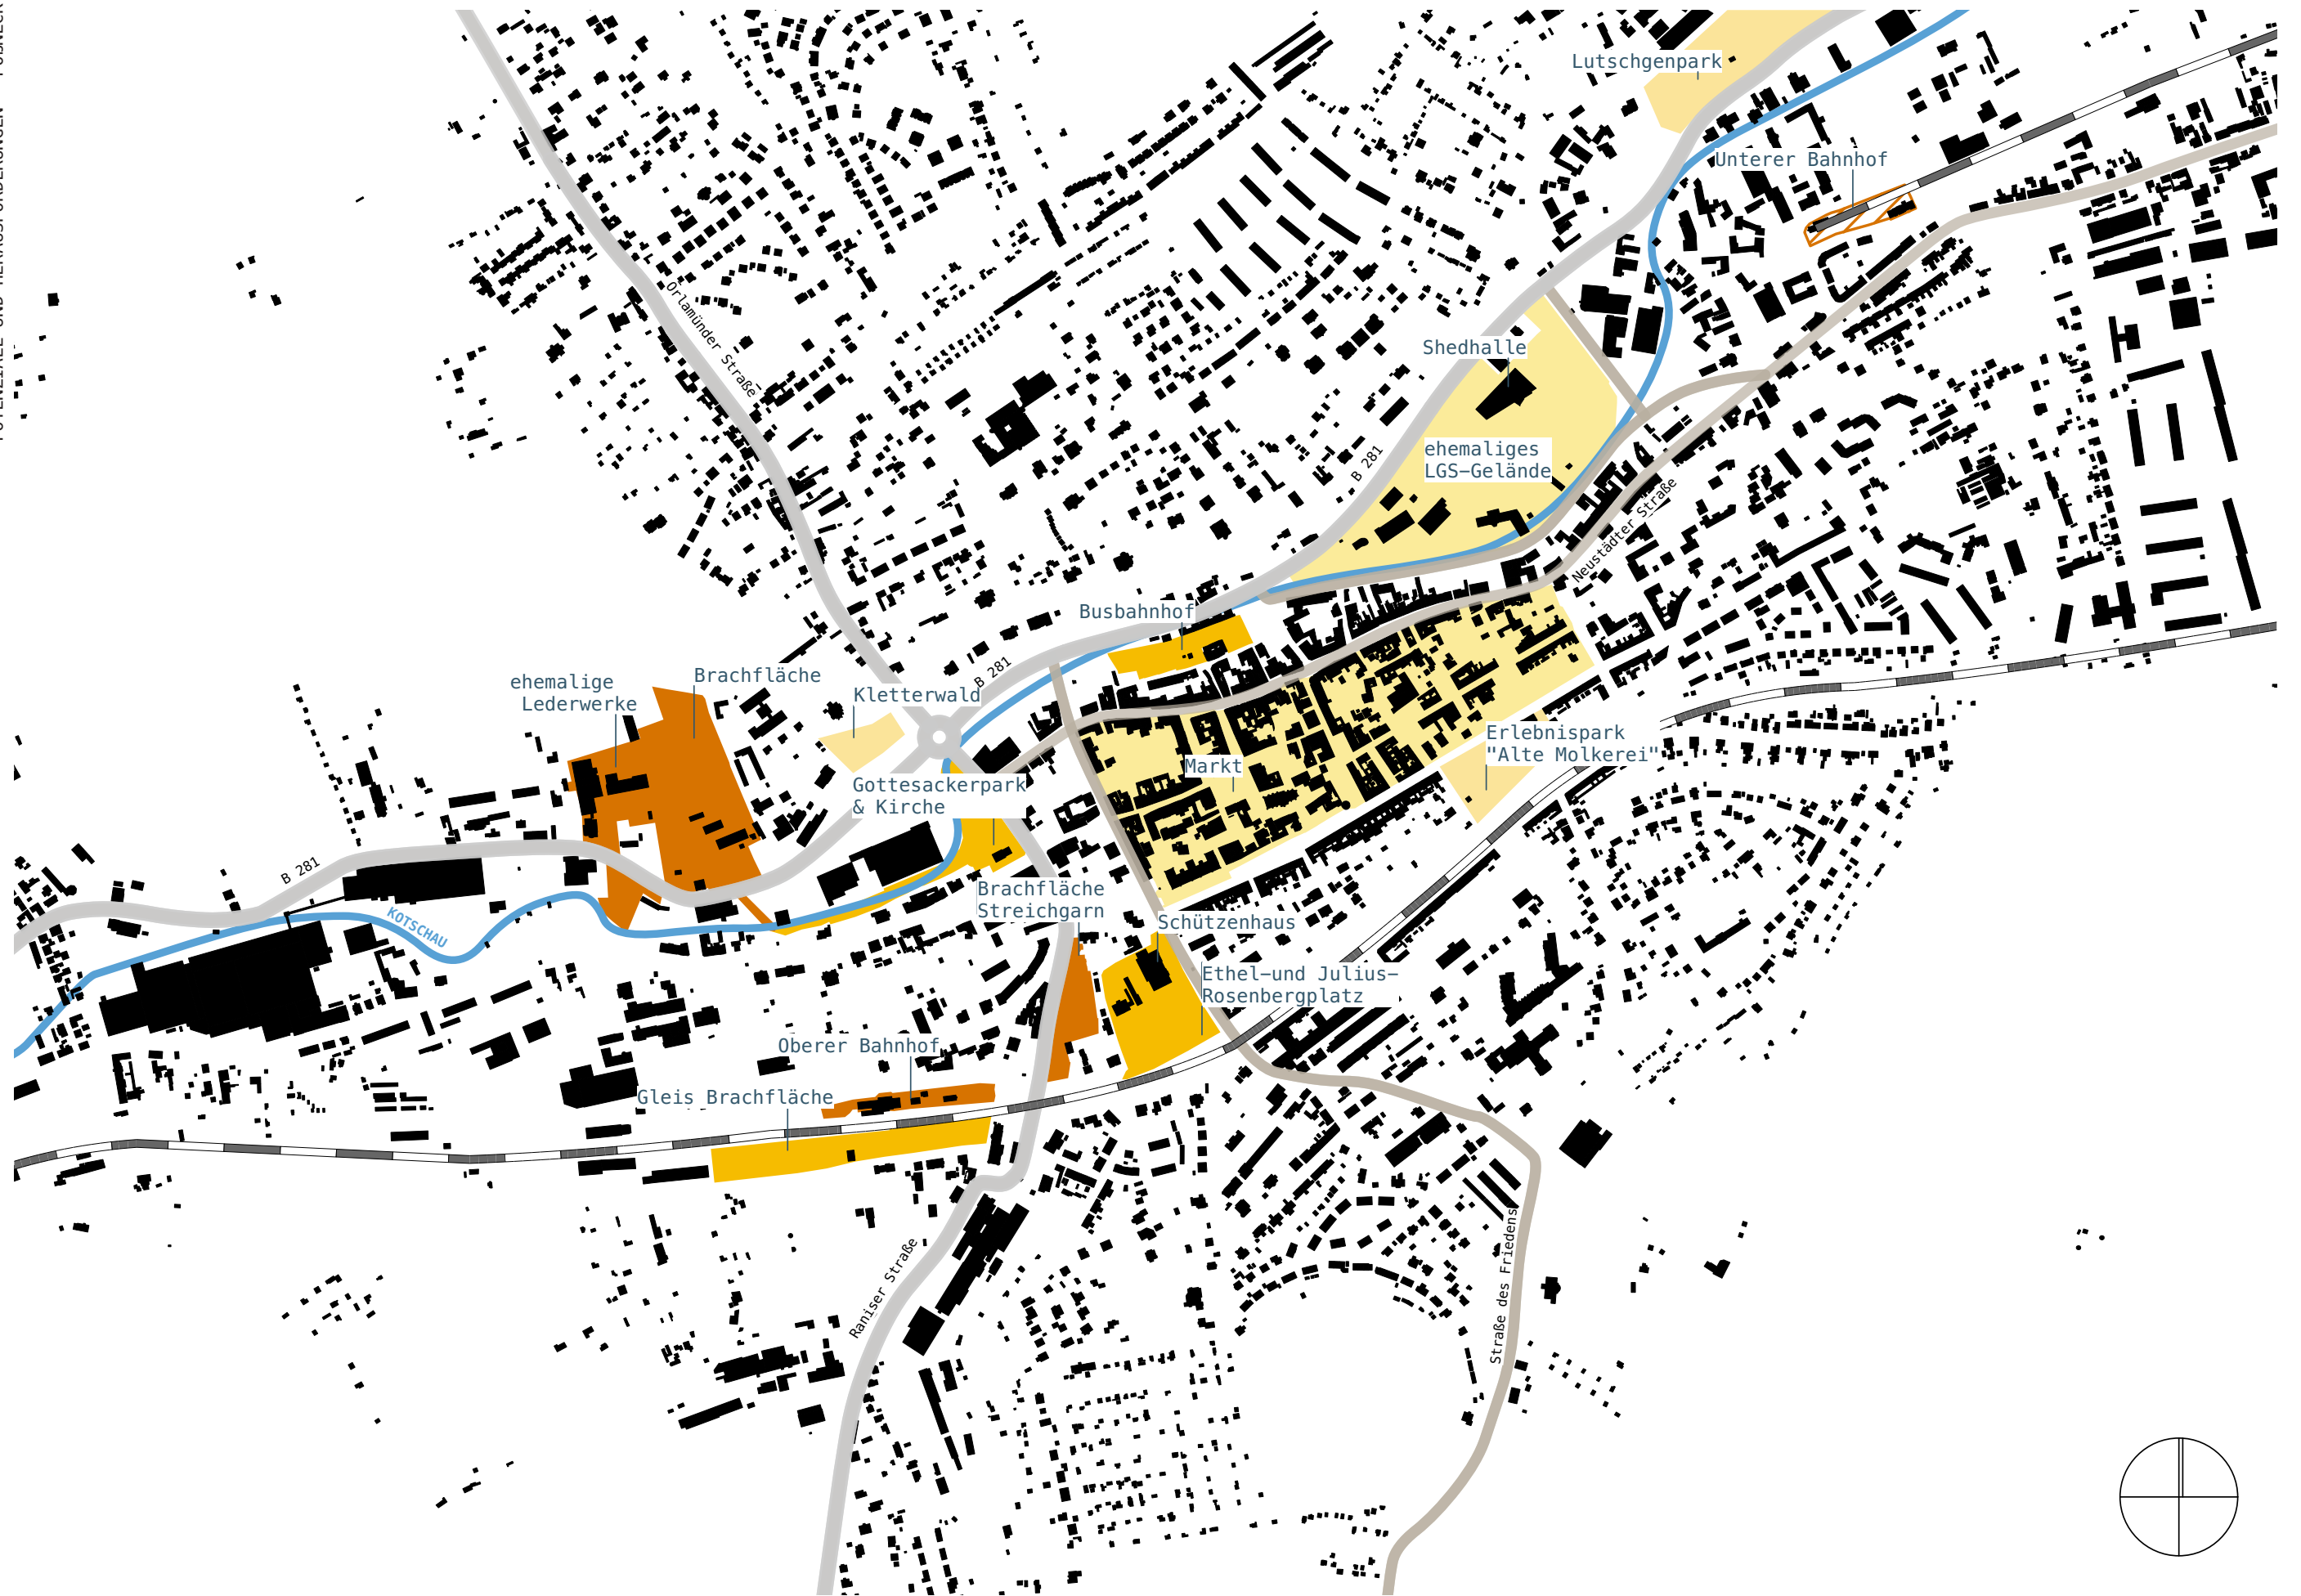 Lutschgenpark
Unterer Bahnhof
Orlamünder Straße
Shedhalle
ehemaliges
LGS-Gelände
B 281
Neustädter Straße
Busbahnhof
B 281
Brachfläche
ehemalige
Lederwerke
Kletterwald
Erlebnispark
"Alte Molkerei"
Markt
Gottesackerpark
& Kirche
B 281
KOTSCHAU
Brachfläche
Streichgarn
Schützenhaus
Ethel-und Julius-
Rosenbergplatz
Oberer Bahnhof
Gleis Brachfläche
Raniser Straße
Straße des Friedens